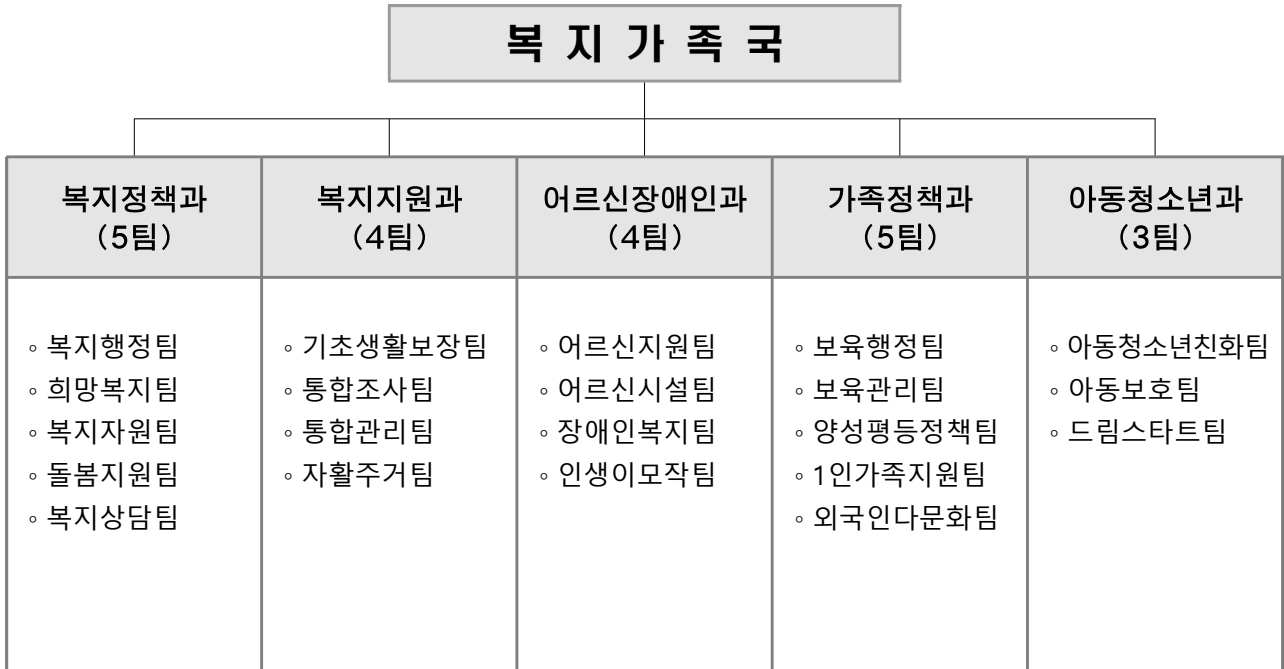 복 지 가 족 국
복지정책과
(5팀)
◦ 복지행정팀
◦ 희망복지팀
◦ 복지자원팀
◦ 돌봄지원팀
◦ 복지상담팀
복지지원과
(4팀)
◦ 기초생활보장팀
◦ 통합조사팀
◦ 통합관리팀
◦ 자활주거팀
어르신장애인과
(4팀)
◦ 어르신지원팀
◦ 어르신시설팀
◦ 장애인복지팀
◦ 인생이모작팀
가족정책과
(5팀)
◦ 보육행정팀
◦ 보육관리팀
◦ 양성평등정책팀
◦ 1인가족지원팀
◦ 외국인다문화팀
아동청소년과
(3팀)
◦ 아동청소년친화팀
◦ 아동보호팀
◦ 드림스타트팀